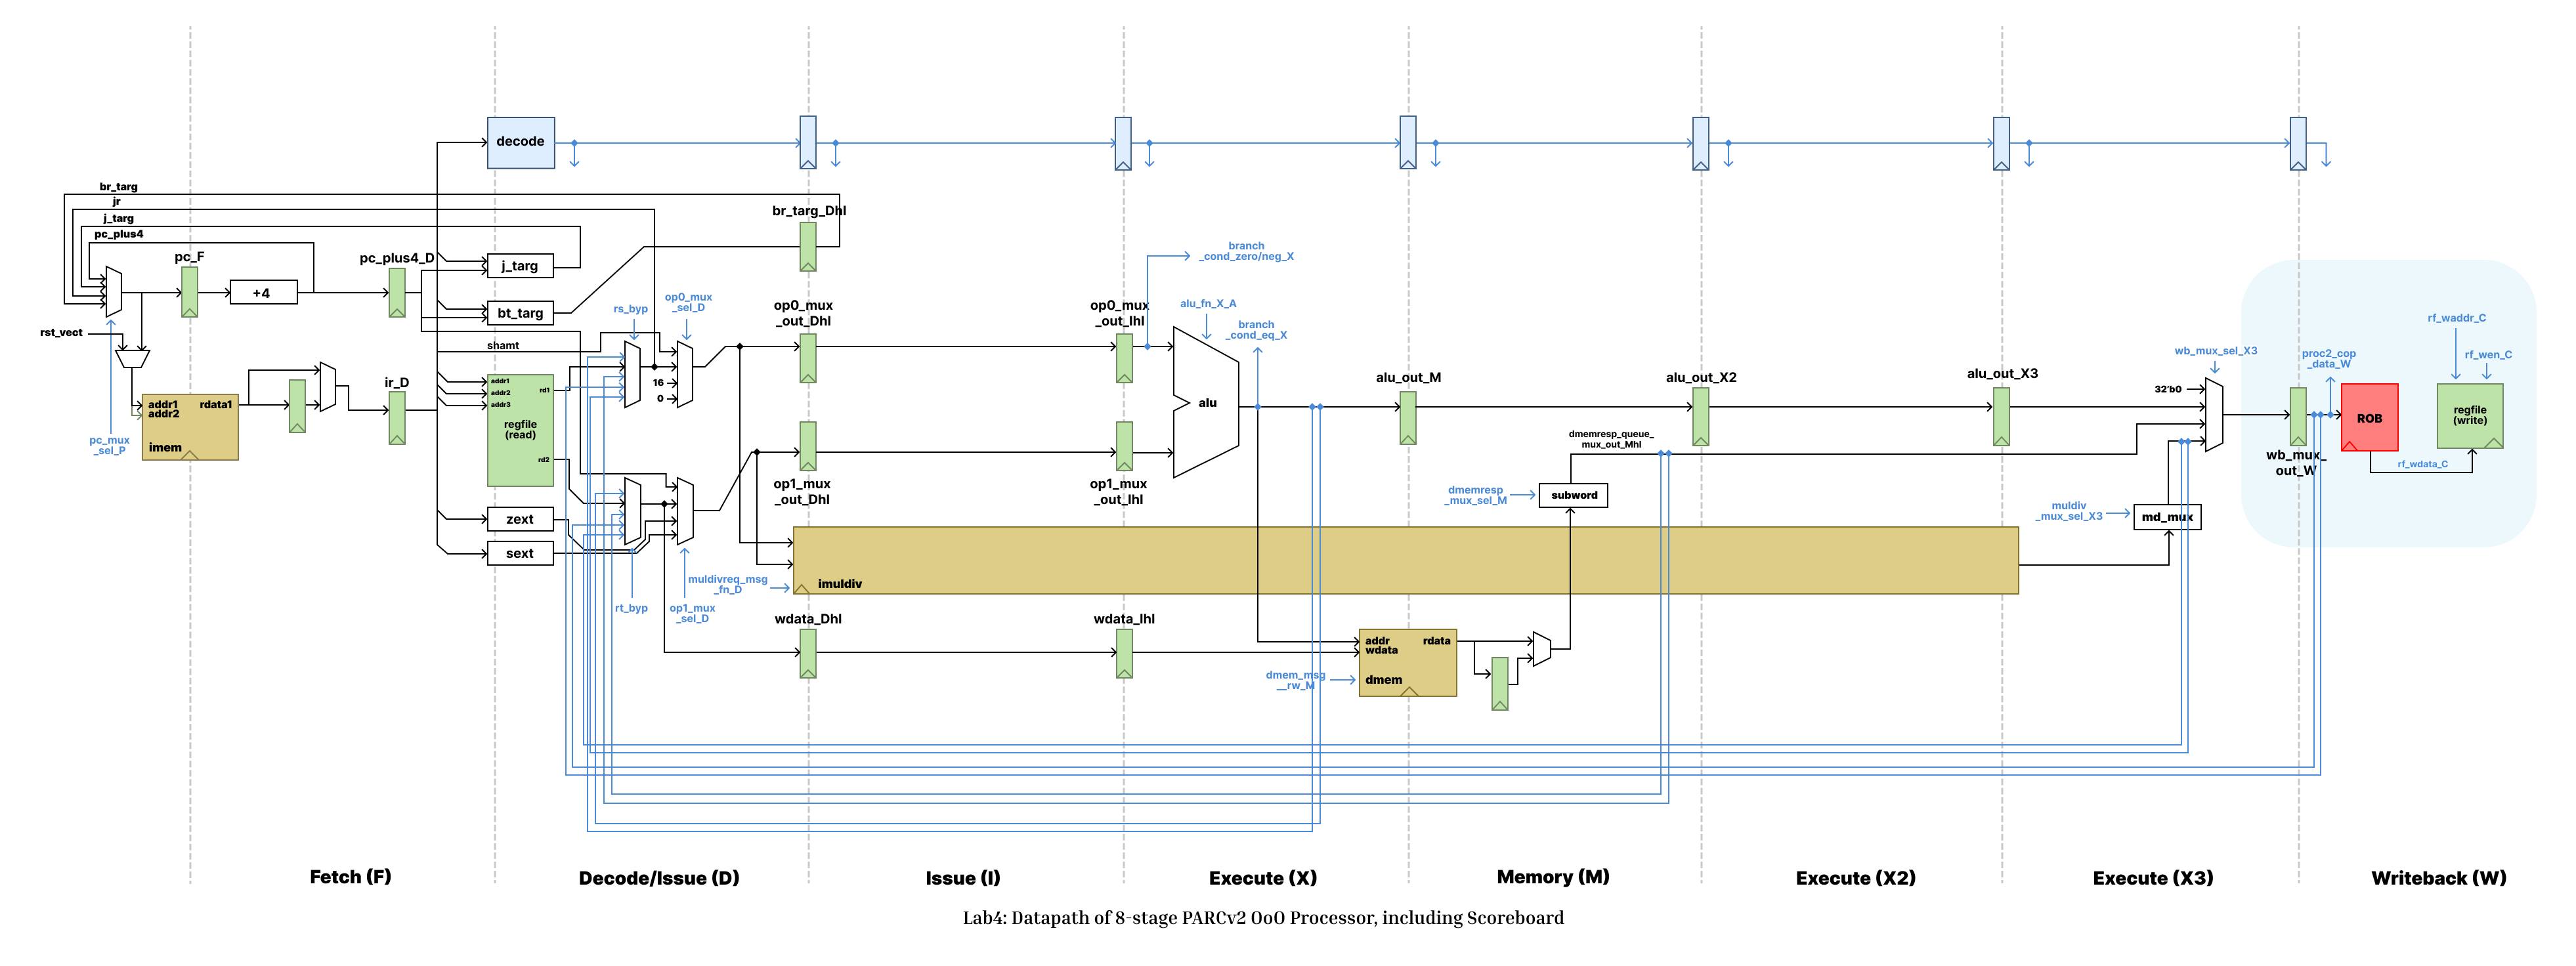 decode
br_targ
jr
j_targ
pc_plus4
br_targ_Dhl
pc_F
pc_plus4_D
+4
j_targ
bt_targ
rst_vect
shamt
rs_byp
op0_mux
_sel_D
op0_mux
_out_Dhl
op0_mux
_out_Ihl
branch
_cond_zero/neg_X
alu_fn_X_A
branch
_cond_eq_X
alu
alu_out_M
alu_out_X2
alu_out_X3
wb_mux_sel_X3
32'b0
rf_waddr_C
proc2_cop
_data_W
rf_wen_C
ROB
regfile
(write)
rf_wdata_C
wb_mux_
out_W
pc_mux
_sel_P
addr1
addr2
rdata1
imem
ir_D
addr1
addr2
addr3
rd1
regfile
(read)
rd2
16
0
zext
sext
rt_byp
op1_mux
_sel_D
op1_mux
_out_Dhl
op1_mux
_out_Ihl
muldivreq_msg
_fn_D
imuldiv
dmemresp_queue_
mux_out_Mhl
dmemresp
_mux_sel_M
subword
muldiv
_mux_sel_X3
md_mux
wdata_Dhl
wdata_Ihl
addr
wdata
rdata
dmem
dmem_msg
__rw_M
Fetch (F)
Decode/Issue (D)
Issue (I)
Execute (X)
Memory (M)
Execute (X2)
Execute (X3)
Writeback (W)
Lab4: Datapath of 8-stage PARCv2 OoO Processor, including Scoreboard